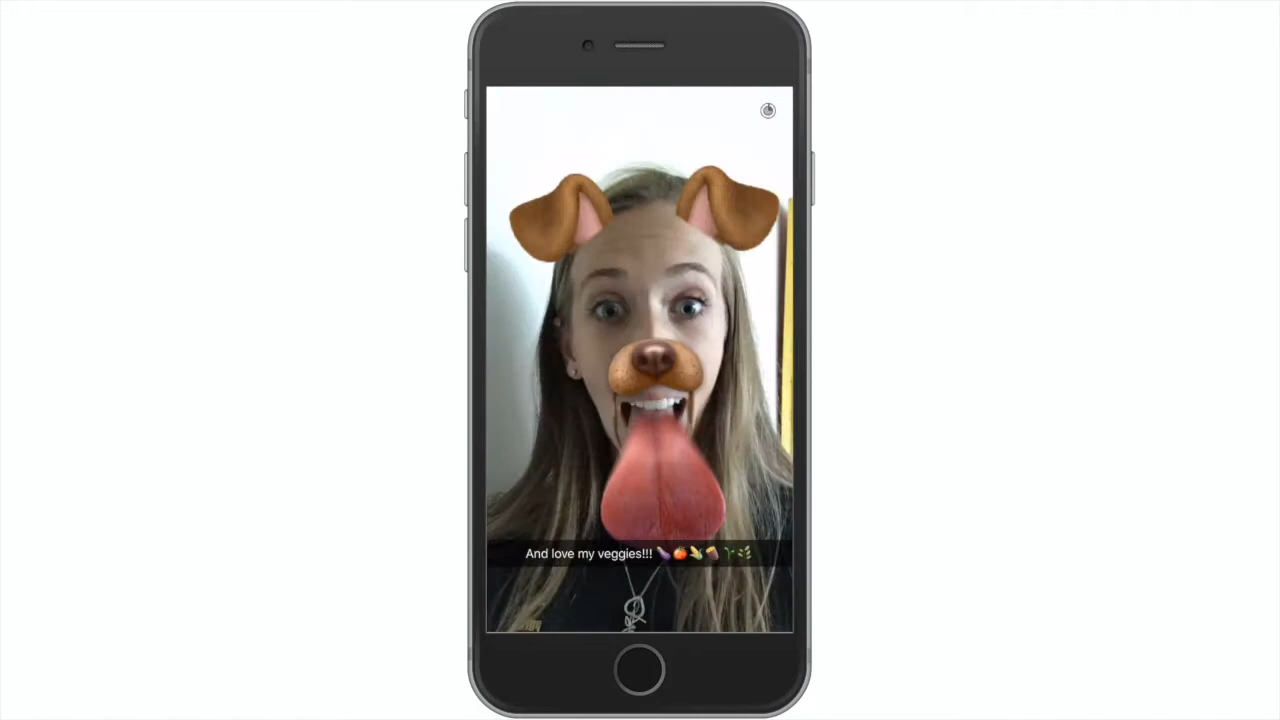 And love my veggies!!! 🍆🍅🌽🍠🌱🌿